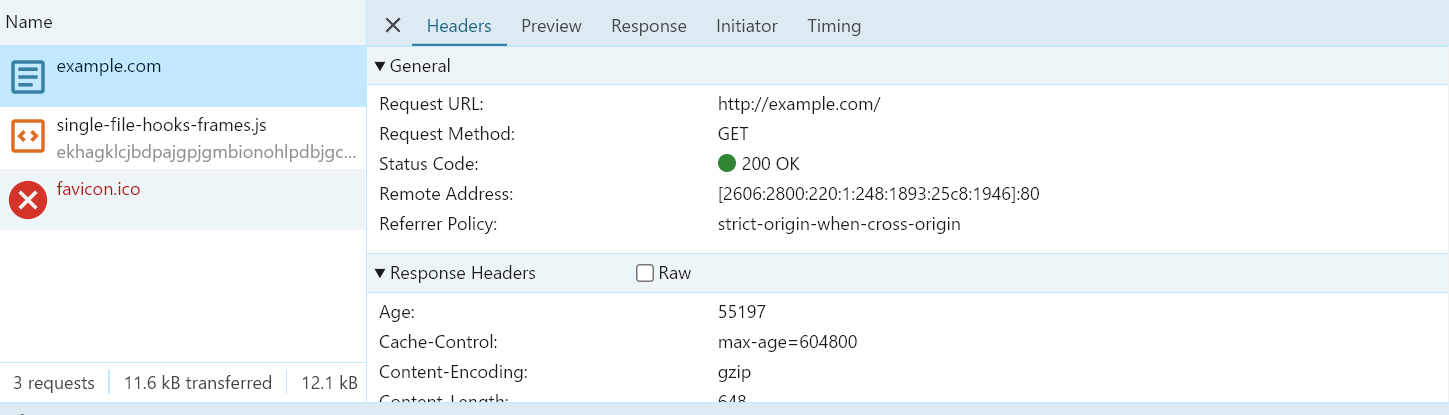 Name
example.com
single-file-hooks-frames.js
ekhagklcjbdpajgpjgmbionohlpdbjgc...
favicon.ico
3 requests 11.6 kB transferred 12.1 kB
Headers Preview Response Initiator Timing
General
Request URL: http://example.com/
Request Method: GET
Status Code: 200 OK
Remote Address: [2606:2800:220:1:248:1893:25c8:1946]:80
Referrer Policy: strict-origin-when-cross-origin
Response Headers Raw
Age: 55197
Cache-Control: max-age=604800
Content-Encoding: gzip
Content-Length: 648